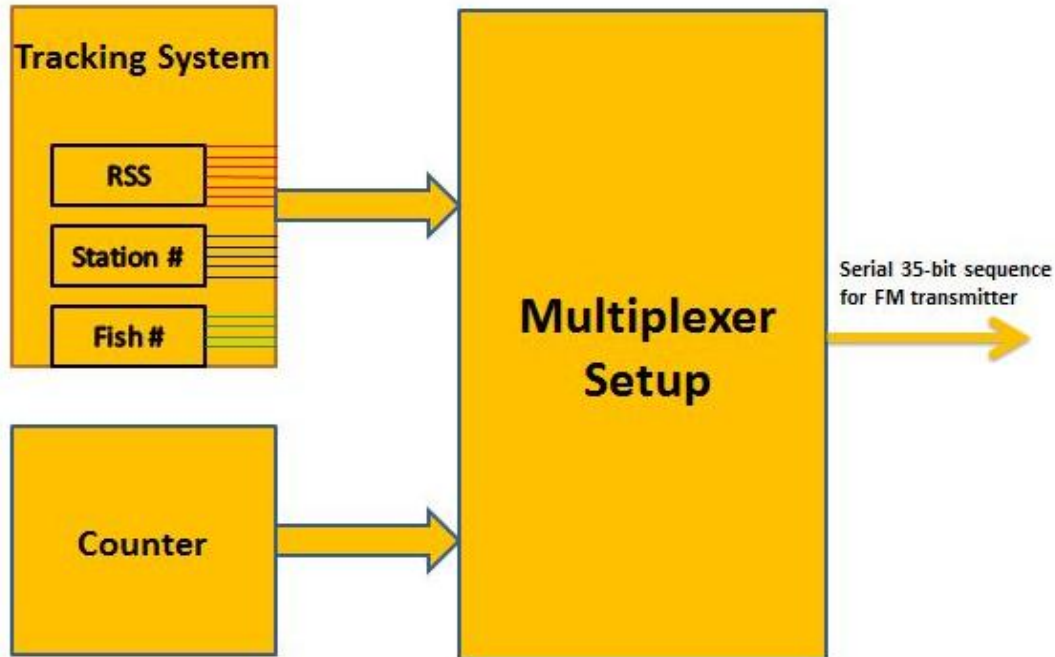 Tracking System
RSS
Station #
Fish #
Counter
Multiplexer
Setup
Serial 35-bit sequence
for FM transmitter